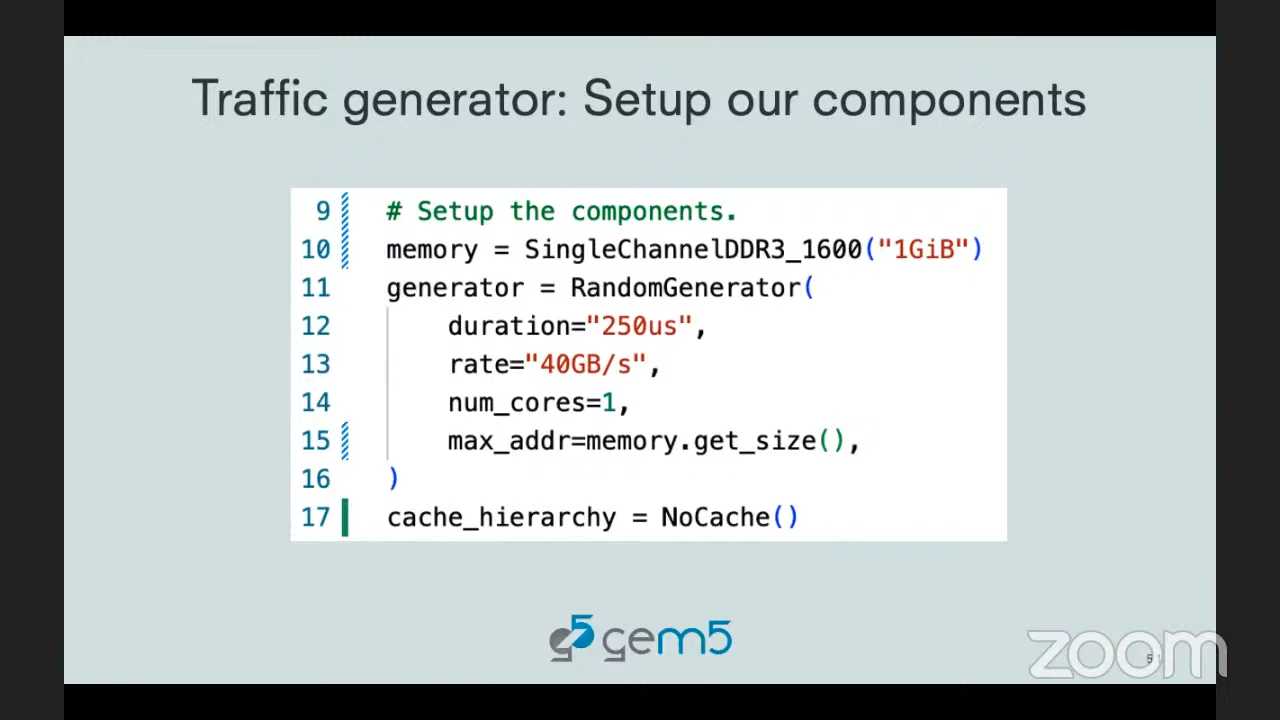 Traffic generator: Setup our components
9 # Setup the components.
10 memory = SingleChannelDDR3_1600("1GiB")
11 generator = RandomGenerator(
12 duration="250us",
13 rate="40GB/s",
14 num_cores=1,
15 max_addr=memory.get_size(),
16 )
17 cache_hierarchy = NoCache()
g5 gem5
zoom